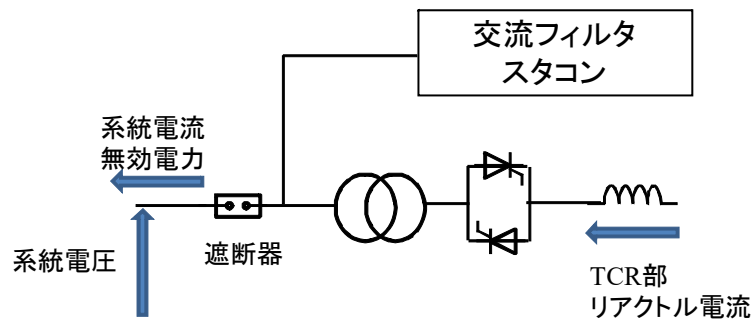 交流フィルタ
スタコン
系統電流
無効電力
系統電圧
遮断器
TCR部
リアクトル電流